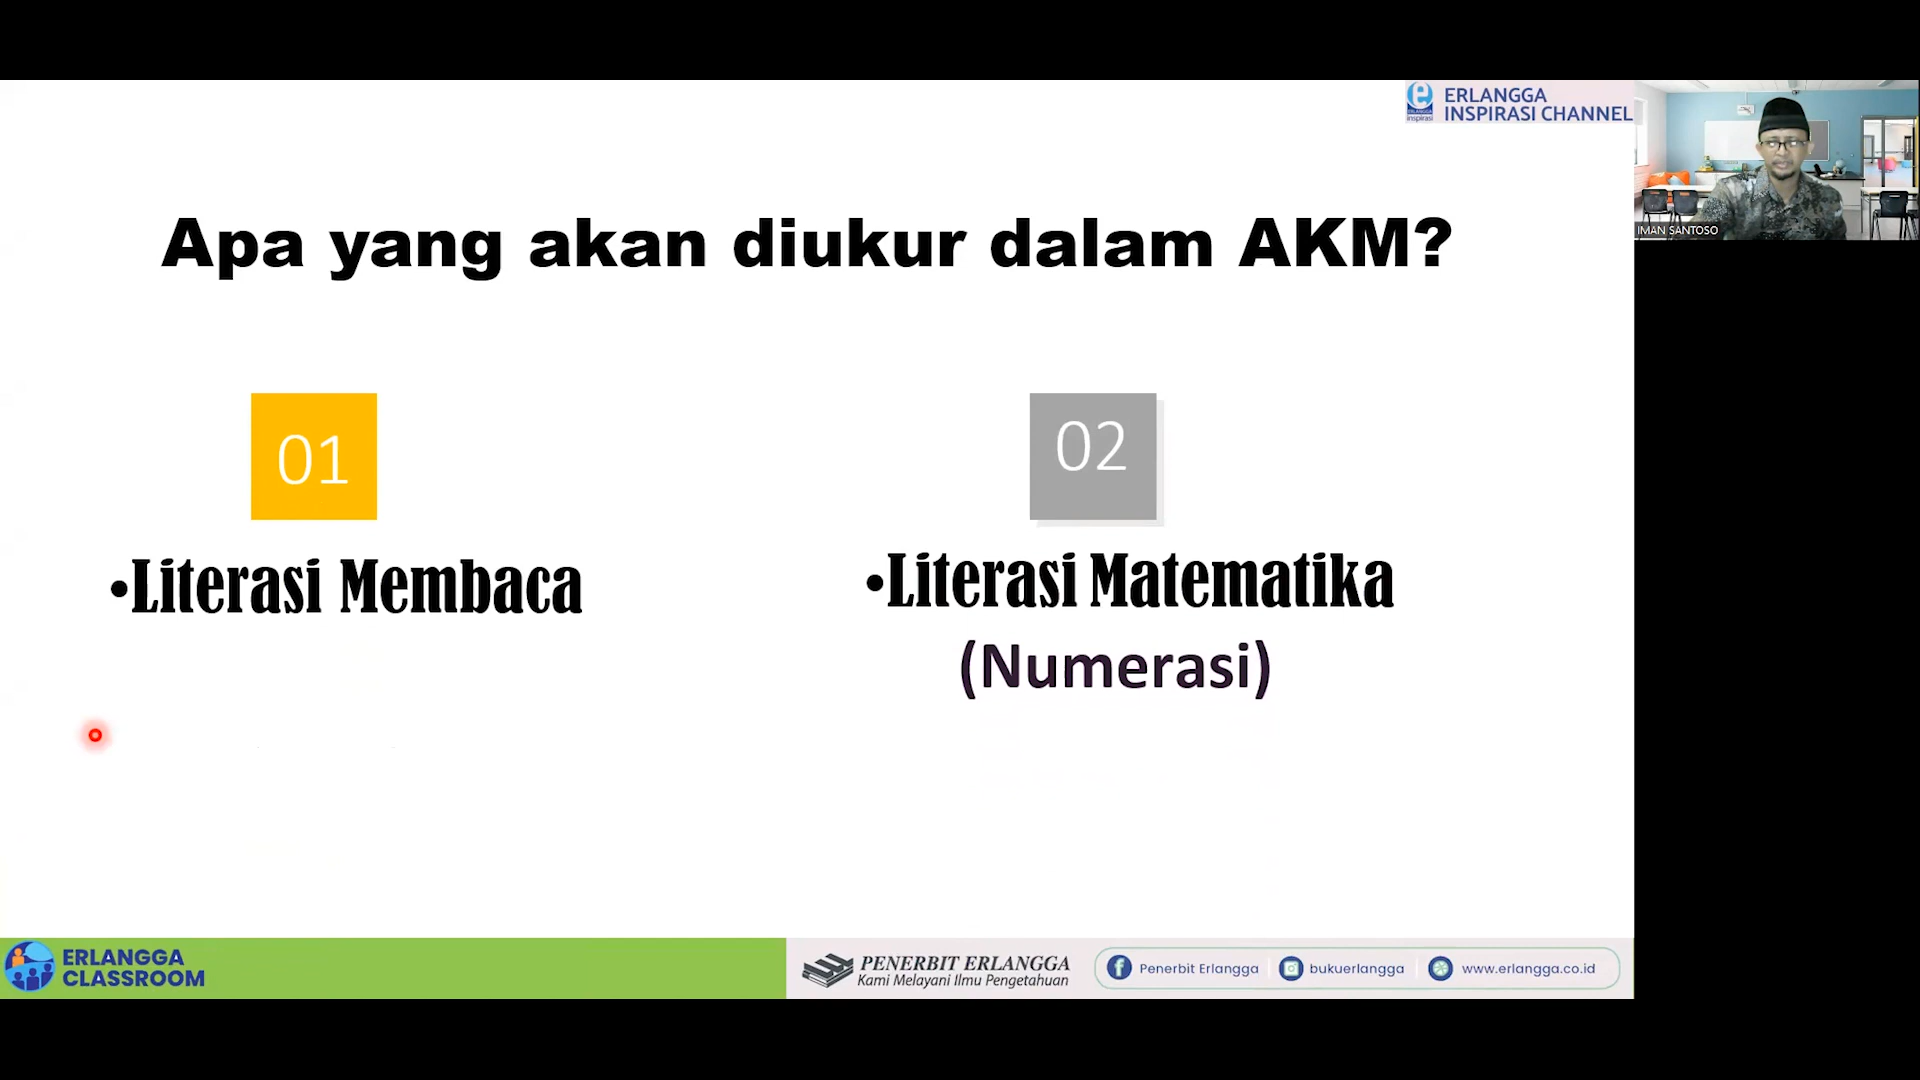 ERLANGGA
INSPIRASI CHANNEL
inspirasi
IMAN SANTOSO
Apa yang akan diukur dalam AKM?
01
•Literasi Membaca
02
•Literasi Matematika
(Numerasi)
ERLANGGA
CLASSROOM
PENERBIT ERLANGGA
Kami Melayani Ilmu Pengetahuan
Penerbit Erlangga
bukuerlangga
www.erlangga.co.id